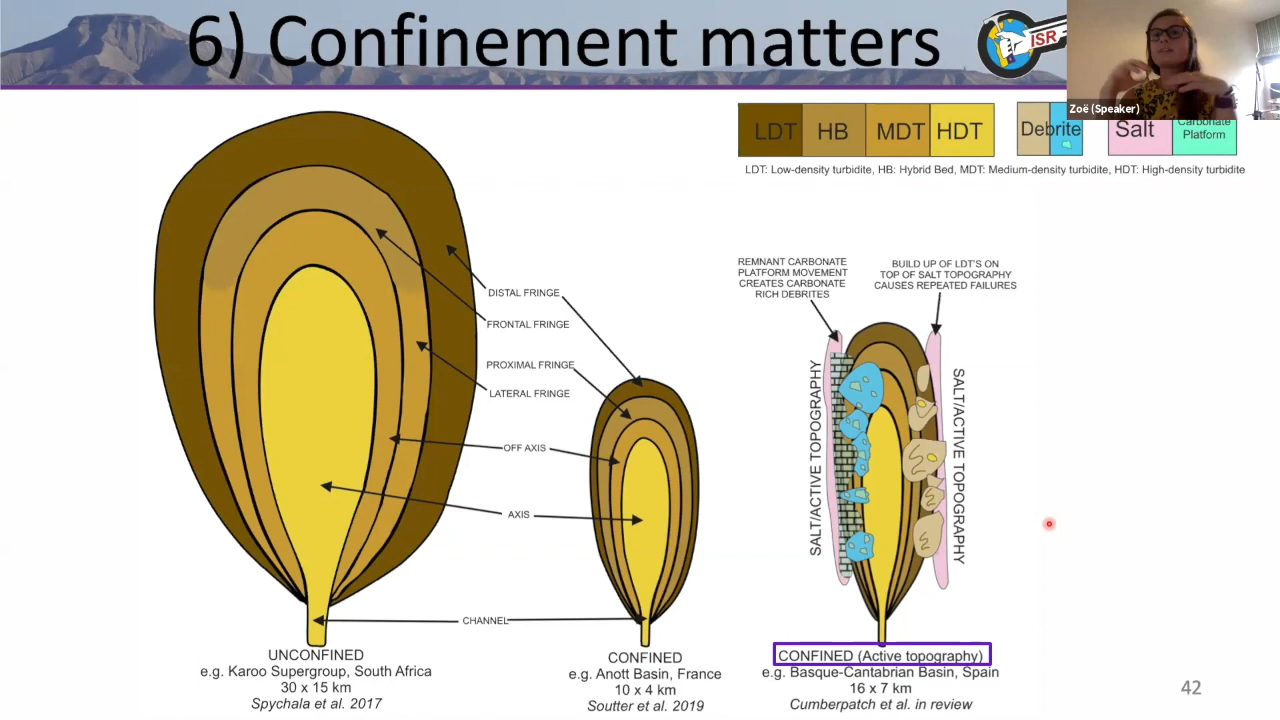 6) Confinement matters
ISR
Zoë (Speaker)
LDT
HB
MDT
HDT
Debrite
Salt
Carbonate
Platform
LDT: Low-density turbidite, HB: Hybrid Bed, MDT: Medium-density turbidite, HDT: High-density turbidite
REMNANT CARBONATE
PLATFORM MOVEMENT
CREATES CARBONATE
RICH DEBRITES
BUILD UP OF LDT'S ON
TOP OF SALT TOPOGRAPHY
CAUSES REPEATED FAILURES
DISTAL FRINGE
FRONTAL FRINGE
PROXIMAL FRINGE
LATERAL FRINGE
OFF AXIS
AXIS
CHANNEL
SALT/ACTIVE TOPOGRAPHY
SALT/ACTIVE TOPOGRAPHY
UNCONFINED
e.g. Karoo Supergroup, South Africa
30 x 15 km
Spychala et al. 2017
CONFINED
e.g. Anott Basin, France
10 x 4 km
Soutter et al. 2019
CONFINED (Active topography)
e.g. Basque-Cantabrian Basin, Spain
16 x 7 km
Cumberpatch et al. in review
42